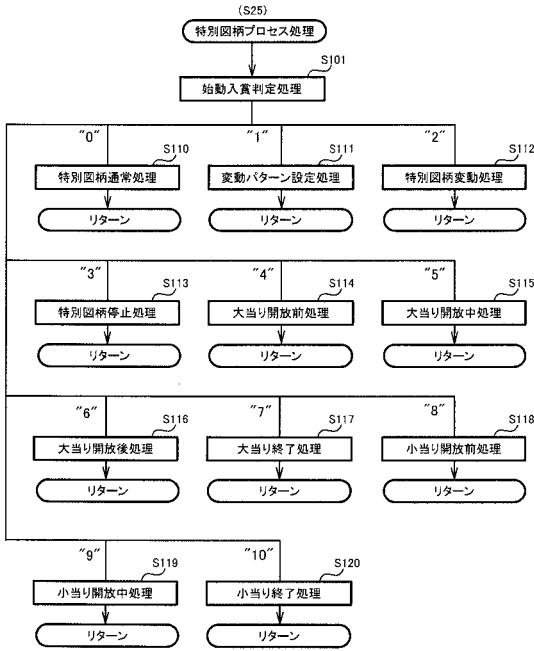 (S25)
特別図柄プロセス処理
S101
始動入賞判定処理
"0" "1" "2"
S110 S111 S112
特別図柄通常処理 変動パターン設定処理 特別図柄変動処理
リターン リターン リターン
"3" "4" "5"
S113 S114 S115
特別図柄停止処理 大当り開放前処理 大当り開放中処理
リターン リターン リターン
"6" "7" "8"
S116 S117 S118
大当り開放後処理 大当り終了処理 小当り開放前処理
リターン リターン リターン
"9" "10"
S119 S120
小当り開放中処理 小当り終了処理
リターン リターン